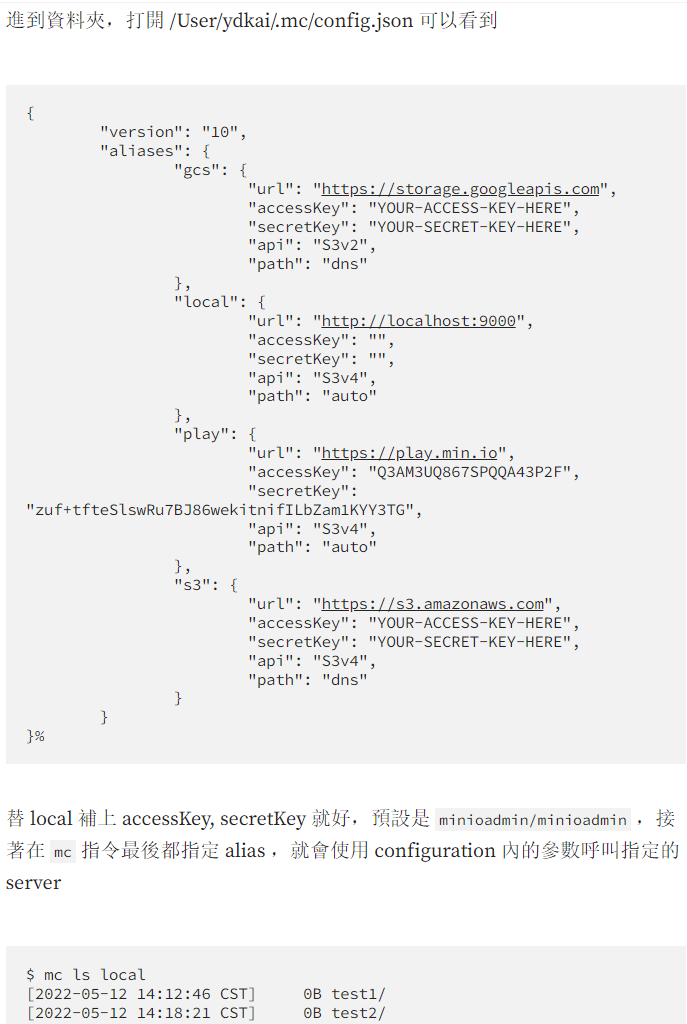 進到資料夾，打開 /User/ydkai/.mc/config.json 可以看到
{
        "version": "10",
        "aliases": {
                "gcs": {
                        "url": "https://storage.googleapis.com",
                        "accessKey": "YOUR-ACCESS-KEY-HERE",
                        "secretKey": "YOUR-SECRET-KEY-HERE",
                        "api": "S3v2",
                        "path": "dns"
                },
                "local": {
                        "url": "http://localhost:9000",
                        "accessKey": "",
                        "secretKey": "",
                        "api": "S3v4",
                        "path": "auto"
                },
                "play": {
                        "url": "https://play.min.io",
                        "accessKey": "Q3AM3UQ867SPQQA43P2F",
                        "secretKey":
"zuf+tfteSlswRu7BJ86wekitnifILbZam1KYY3TG",
                        "api": "S3v4",
                        "path": "auto"
                },
                "s3": {
                        "url": "https://s3.amazonaws.com",
                        "accessKey": "YOUR-ACCESS-KEY-HERE",
                        "secretKey": "YOUR-SECRET-KEY-HERE",
                        "api": "S3v4",
                        "path": "dns"
                }
        }
}%
替 local 補上 accessKey, secretKey 就好，預設是 minioadmin/minioadmin ，接
著在 mc 指令最後都指定 alias ，就會使用 configuration 內的參數呼叫指定的
server
$ mc ls local
[2022-05-12 14:12:46 CST]     0B test1/
[2022-05-12 14:18:21 CST]     0B test2/